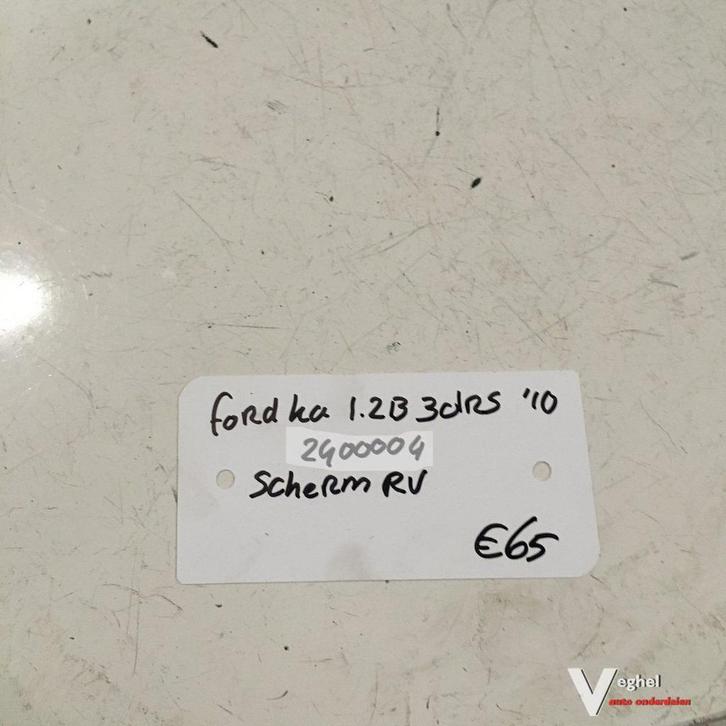 Ford ka 1.2B 3dRS '10
2400004
Scherm RV
€65
Veghel
auto onderdelen